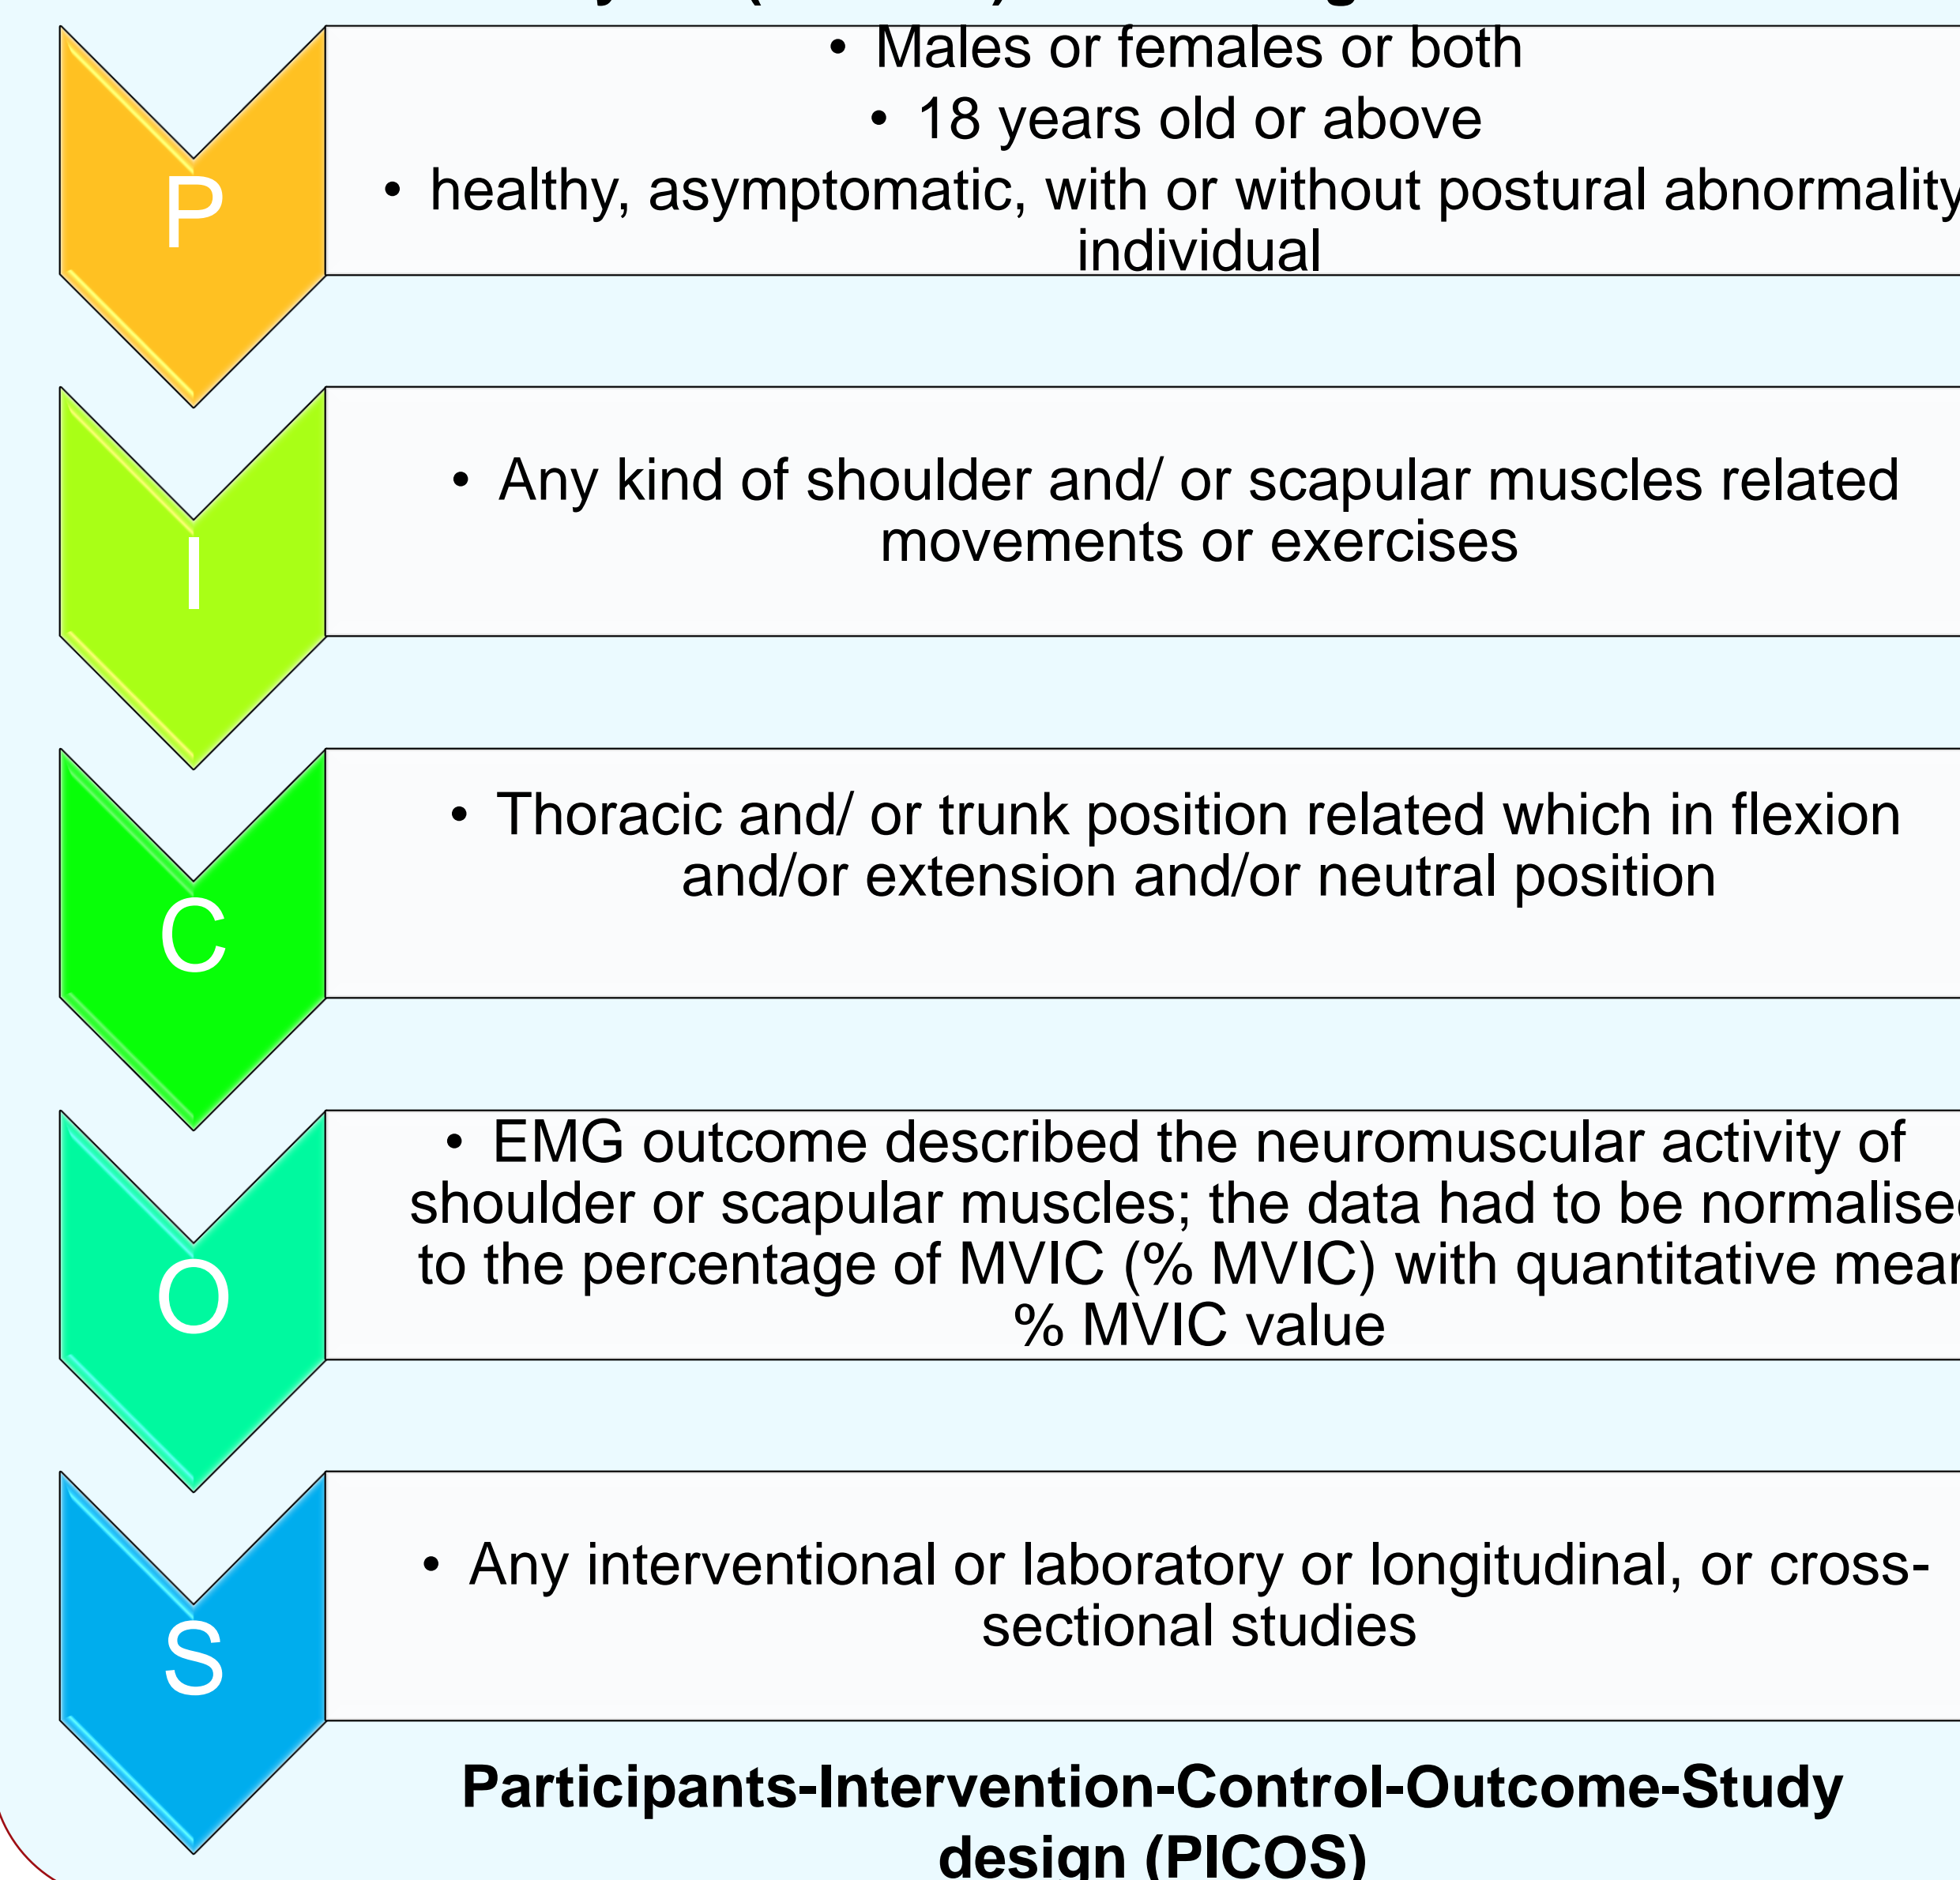 • Males or females or both
• 18 years old or above
P
• healthy, asymptomatic, with or without postural abnormality
individual
• Any kind of shoulder and/ or scapular muscles related
movements or exercises
I
• Thoracic and/ or trunk position related which in flexion
and/or extension and/or neutral position
C
• EMG outcome described the neuromuscular activity of
shoulder or scapular muscles; the data had to be normalised
to the percentage of MVIC (% MVIC) with quantitative mean
% MVIC value
O
• Any interventional or laboratory or longitudinal, or cross-
sectional studies
S
Participants-Intervention-Control-Outcome-Study
design (PICOS)